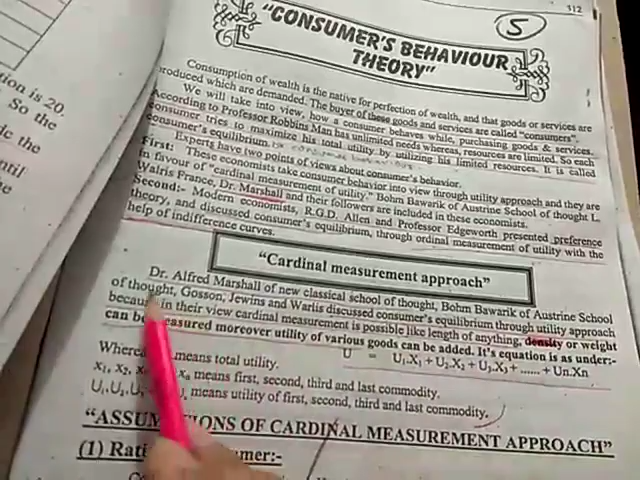 tion is 20.
So the
de the
ntil
112
5
"CONSUMER'S BEHAVIOUR
THEORY"
Consumption of wealth is the native for perfection of wealth, and that goods or services are
produced which are demanded. The buyer of these goods and services are called "consumers".
We will take into view, how a consumer behaves while, purchasing goods & services.
According to Professor Robbins Man has unlimited needs whereas, resources are limited. So each
consumer tries to maximize his total utility by utilizing his limited resources. It is called
consumer's equilibrium.
Experts have two points of views about consumer's behavior.
First: These economists take consumer behavior into view through utility approach and they are
in favour of "cardinal measurement of utility." Bohm Bawarik of Austrine School of thought L.
Walris France, Dr. Marshall and their followers are included in these economists.
Second:- Modern economists, R.G.D. Allen and Professor Edgeworth presented preference
theory, and discussed consumer's equilibrium, through ordinal measurement of utility with the
help of indifference curves.
"Cardinal measurement approach"
Dr. Alfred Marshall of new classical school of thought, Bohm Bawarik of Austrine School
of thought, Gosson, Jewins and Warlis discussed consumer's equilibrium through utility approach
because in their view cardinal measurement is possible like length of anything, density or weight
can be measured moreover utility of various goods can be added. It's equation is as under:-
U = U₁X₁ + U₂X₂ + U₃X₃ + ...... + Un.Xn
Where means total utility.
X₁, X₂, means first, second, third and last commodity.
U₁.U₂.U₃ means utility of first, second, third and last commodity.
"ASSUMPTIONS OF CARDINAL MEASUREMENT APPROACH"
(1) Rati mer:-